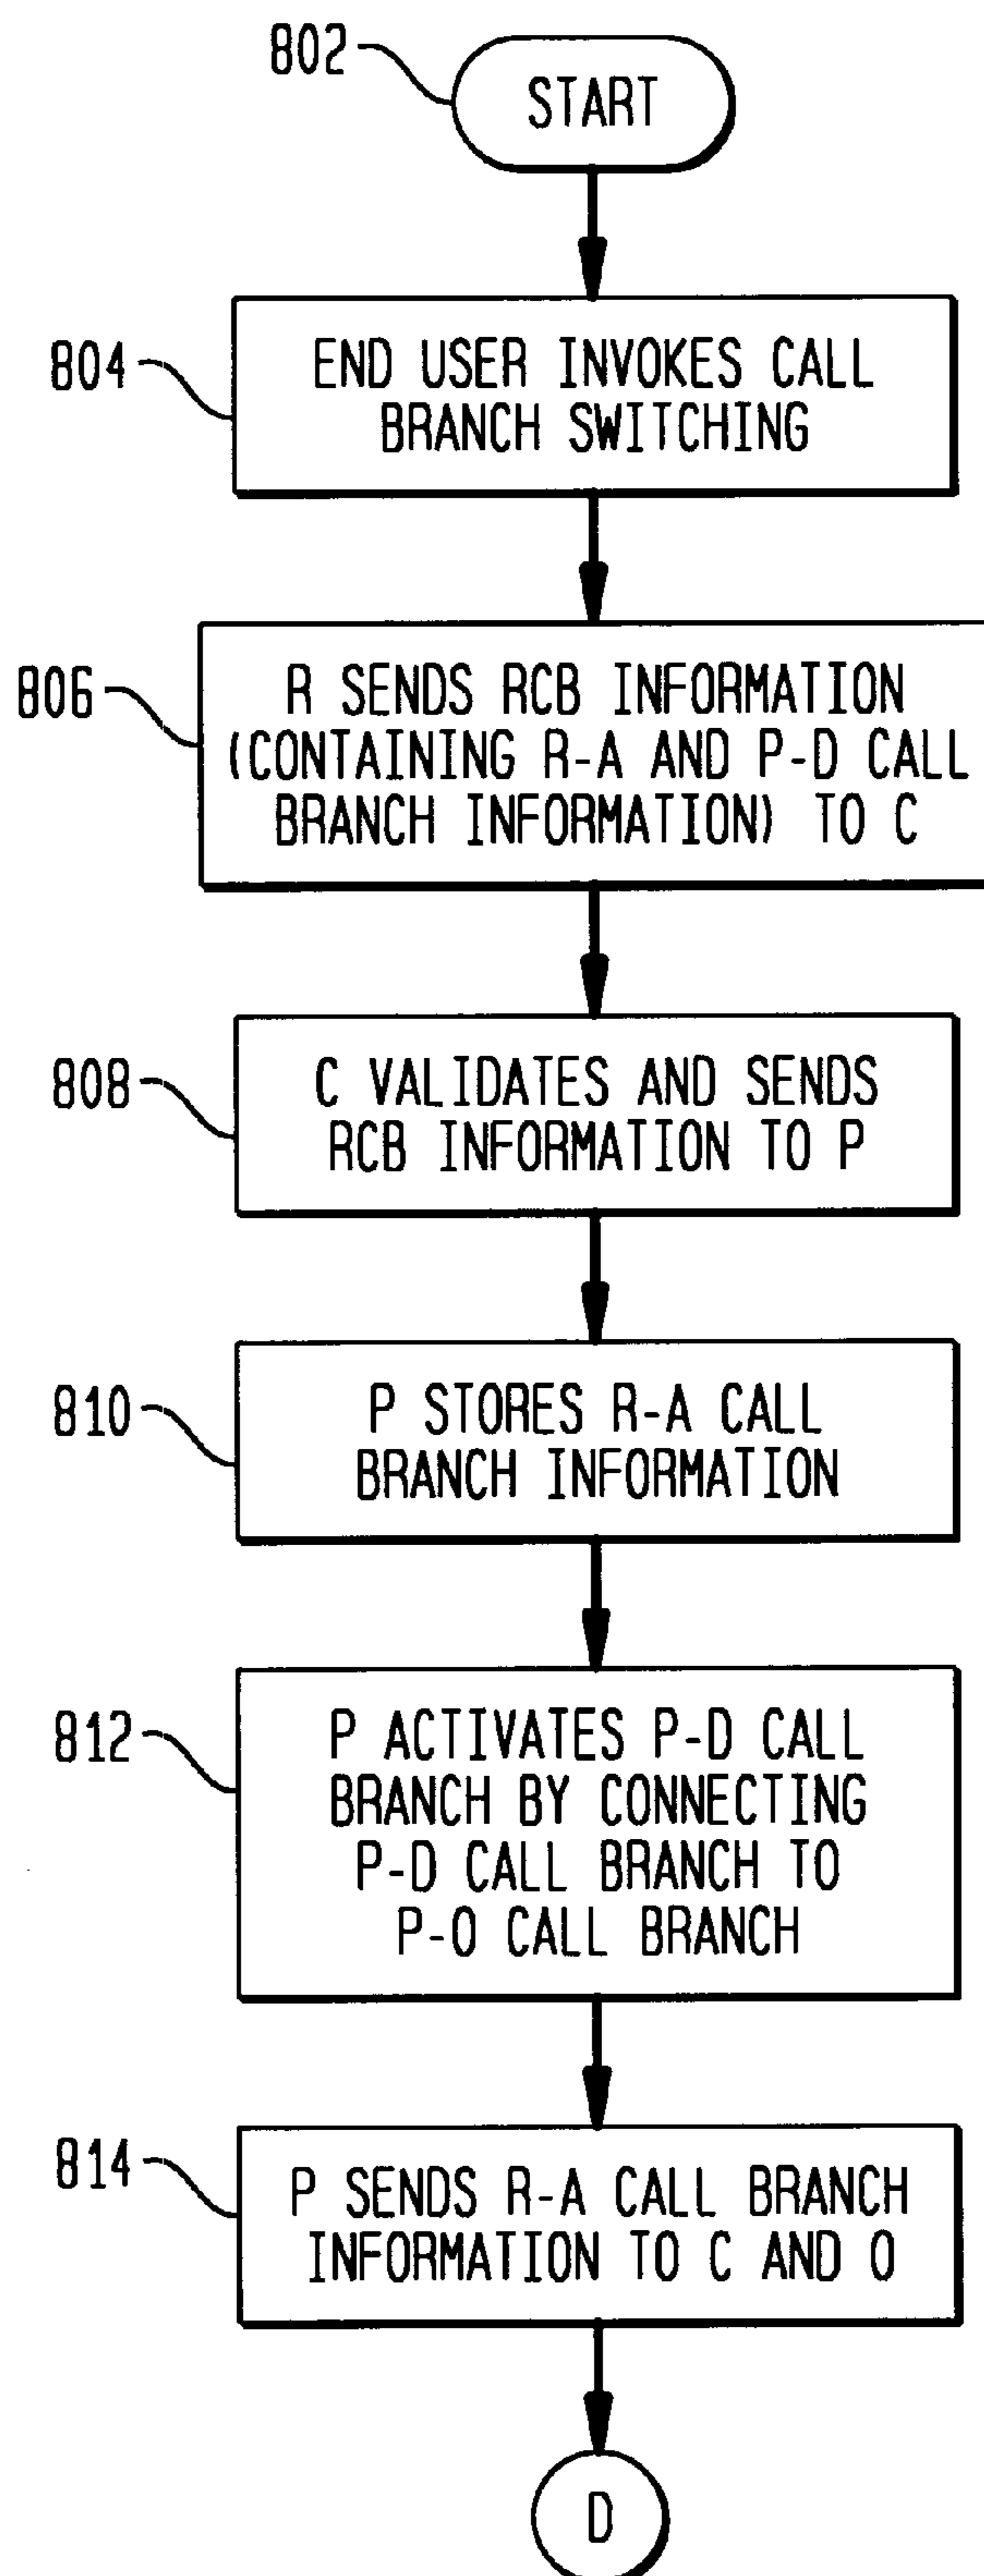 802
START
804
END USER INVOKES CALL
BRANCH SWITCHING
806
R SENDS RCB INFORMATION
(CONTAINING R-A AND P-D CALL
BRANCH INFORMATION) TO C
808
C VALIDATES AND SENDS
RCB INFORMATION TO P
810
P STORES R-A CALL
BRANCH INFORMATION
812
P ACTIVATES P-D CALL
BRANCH BY CONNECTING
P-D CALL BRANCH TO
P-O CALL BRANCH
814
P SENDS R-A CALL BRANCH
INFORMATION TO C AND O
D